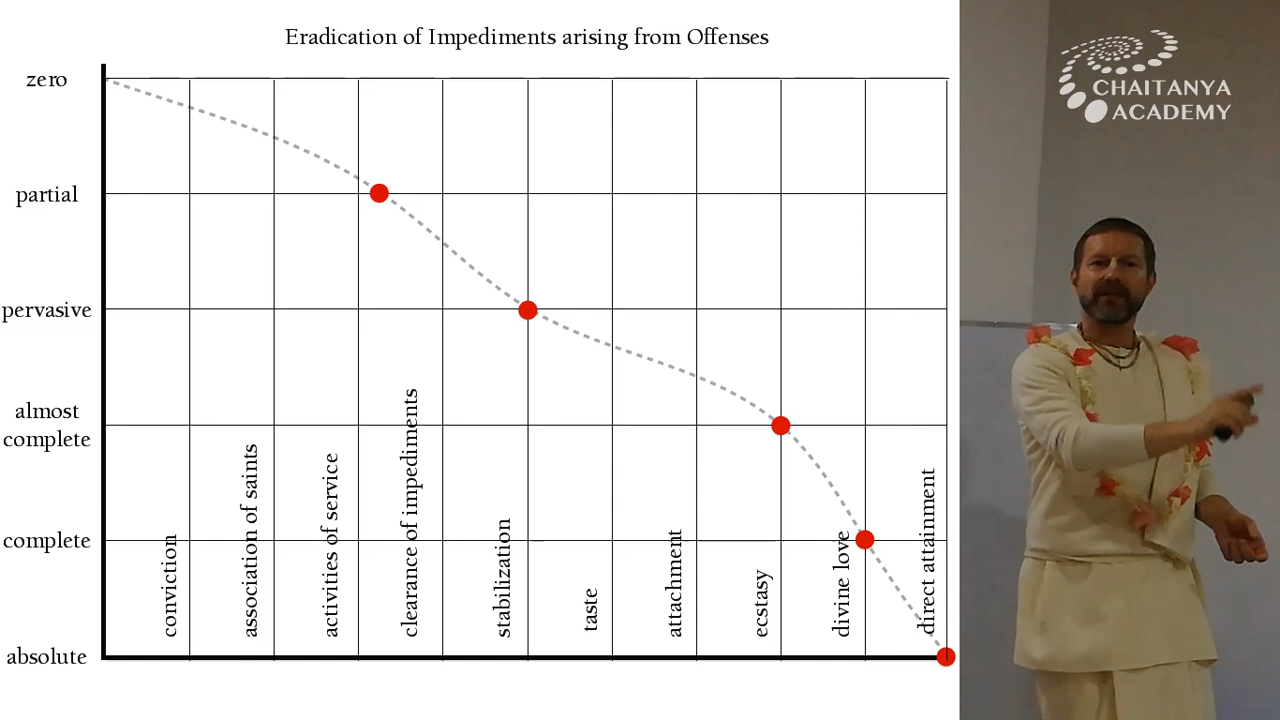 Eradication of Impediments arising from Offenses
zero
partial
pervasive
almost
complete
complete
absolute
conviction
association of saints
activities of service
clearance of impediments
stabilization
taste
attachment
ecstasy
divine love
direct attainment
CHAITANYA
ACADEMY